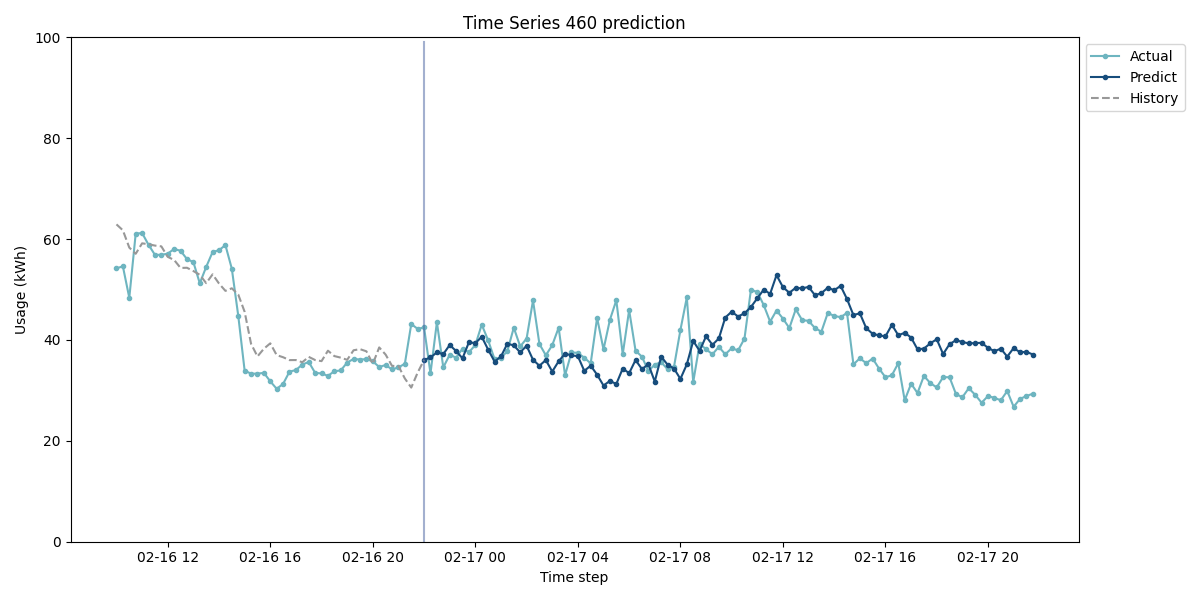 Time Series 460 prediction
100
80
60
40
20
0
Usage (kWh)
02-16 12
02-16 16
02-16 20
02-17 00
02-17 04
02-17 08
02-17 12
02-17 16
02-17 20
Time step
Actual
Predict
History